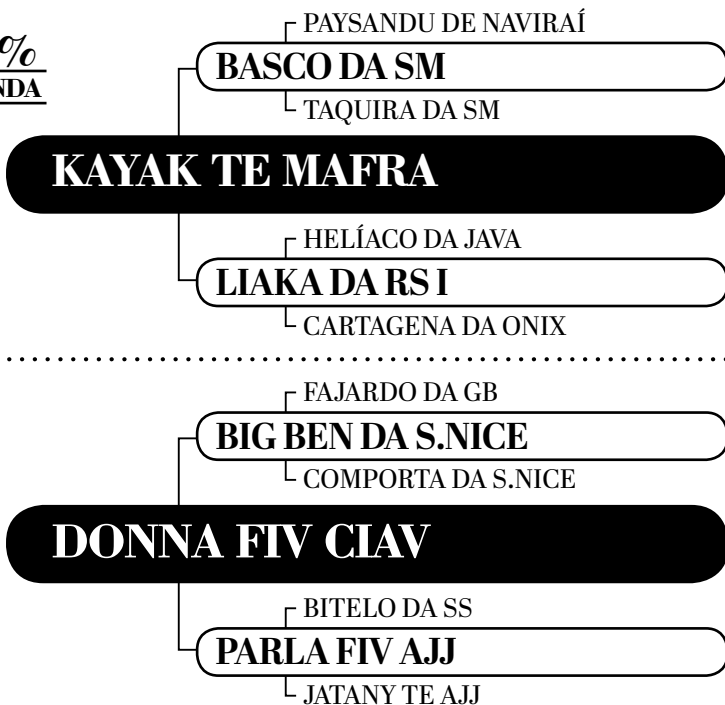 PAYSANDU DE NAVIRAÍ
%
BASCO DA SM
TAQUIRA DA SM
KAYAK TE MAFRA
HELÍACO DA JAVA
LIAKA DA RS I
CARTAGENA DA ONIX
FAJARDO DA GB
BIG BEN DA S.NICE
COMPORTA DA S.NICE
DONNA FIV CIAV
BITELO DA SS
PARLA FIV AJJ
JATANY TE AJJ